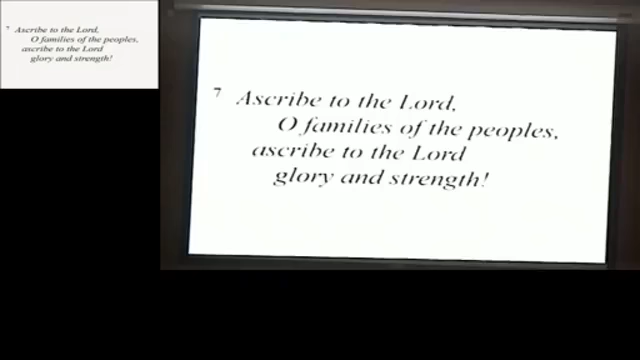 7 Ascribe to the Lord,
O families of the peoples,
ascribe to the Lord
glory and strength!
7 Ascribe to the Lord,
O families of the peoples,
ascribe to the Lord
glory and strength!